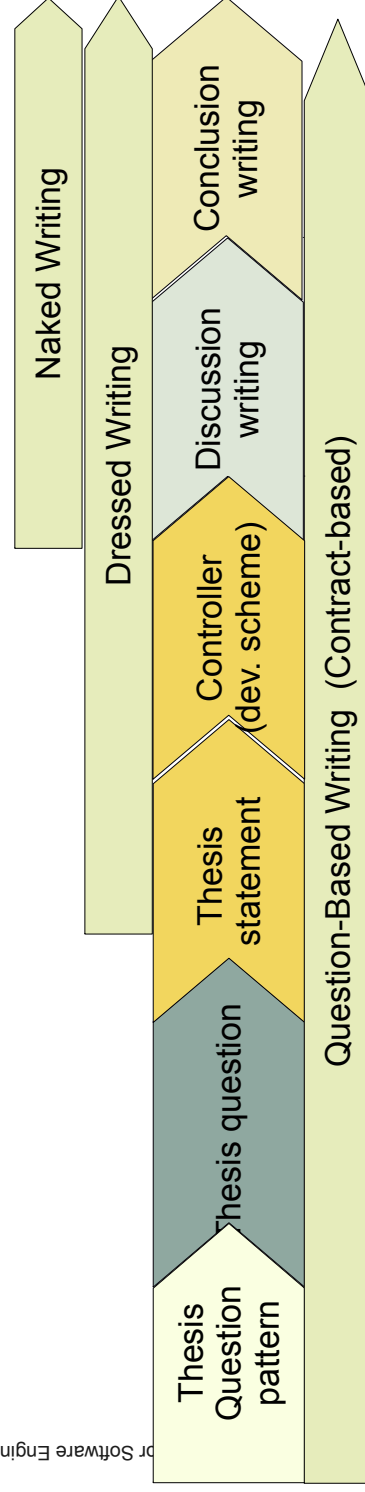 Naked Writing
Dressed Writing
Thesis
Question
pattern
Thesis question
Thesis
statement
Controller
(dev. scheme)
Discussion
writing
Conclusion
writing
Question-Based Writing (Contract-based)
or Software Engin